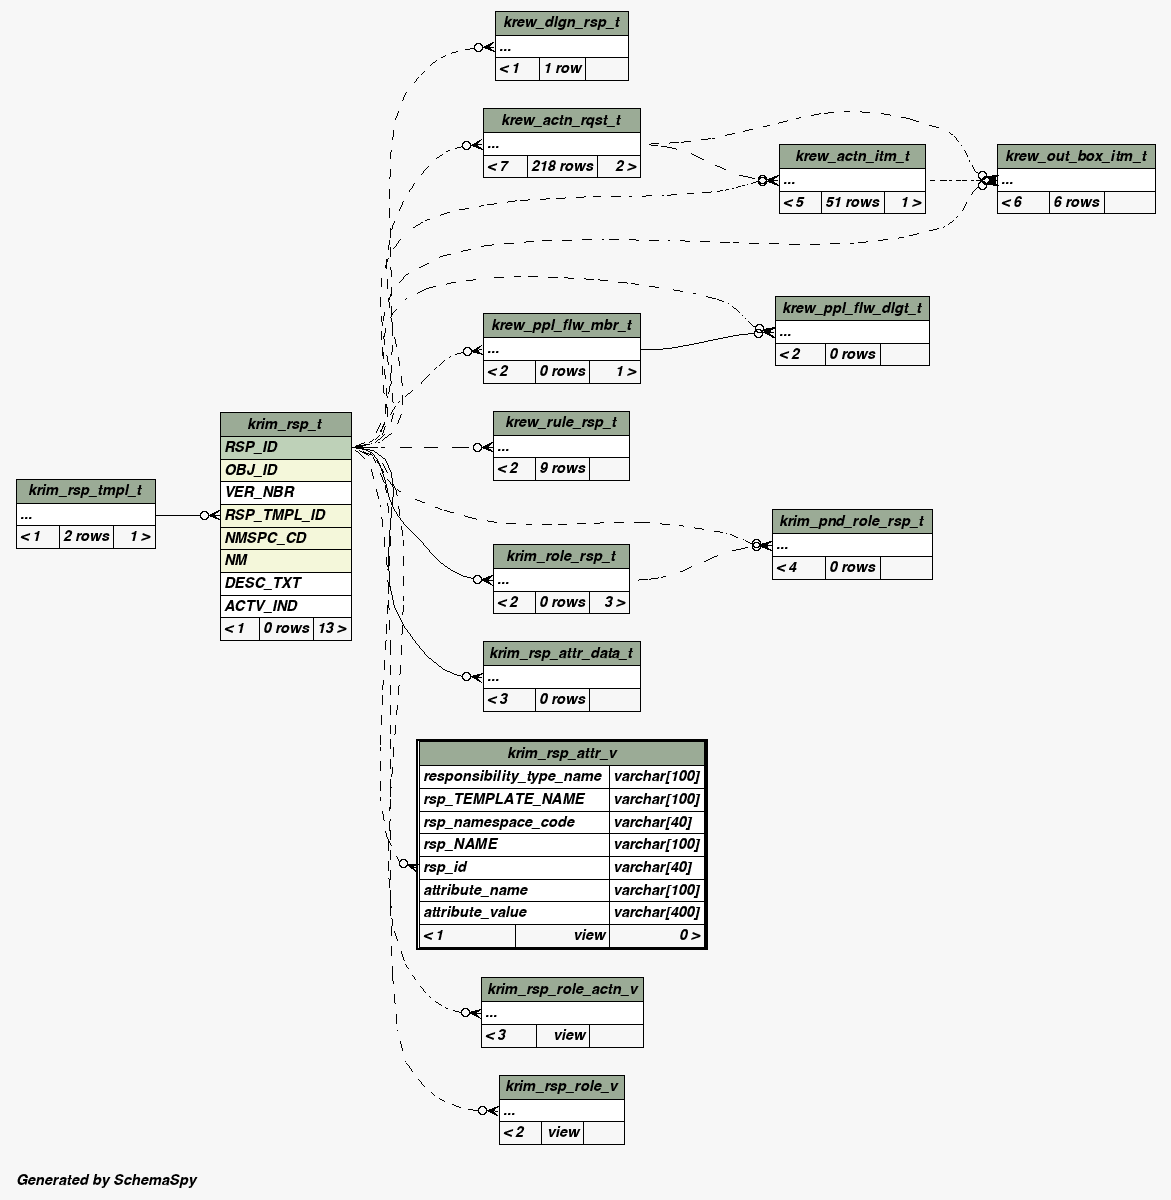 krew_dlgn_rsp_t
...
< 1 1 row
krew_actn_rqst_t
...
< 7 218 rows 2 >
krew_actn_itm_t
...
< 5 51 rows 1 >
krew_out_box_itm_t
...
< 6 6 rows
krew_ppl_flw_dlgt_t
...
< 2 0 rows
krew_ppl_flw_mbr_t
...
< 2 0 rows 1 >
krew_rule_rsp_t
...
< 2 9 rows
krim_rsp_t
RSP_ID
OBJ_ID
VER_NBR
RSP_TMPL_ID
NMSPC_CD
NM
DESC_TXT
ACTV_IND
< 1 0 rows 13 >
krim_rsp_tmpl_t
...
< 1 2 rows 1 >
krim_pnd_role_rsp_t
...
< 4 0 rows
krim_role_rsp_t
...
< 2 0 rows 3 >
krim_rsp_attr_data_t
...
< 3 0 rows
krim_rsp_attr_v
responsibility_type_name varchar[100]
rsp_TEMPLATE_NAME varchar[100]
rsp_namespace_code varchar[40]
rsp_NAME varchar[100]
rsp_id varchar[40]
attribute_name varchar[100]
attribute_value varchar[400]
< 1 view 0 >
krim_rsp_role_actn_v
...
< 3 view
krim_rsp_role_v
...
< 2 view
Generated by SchemaSpy